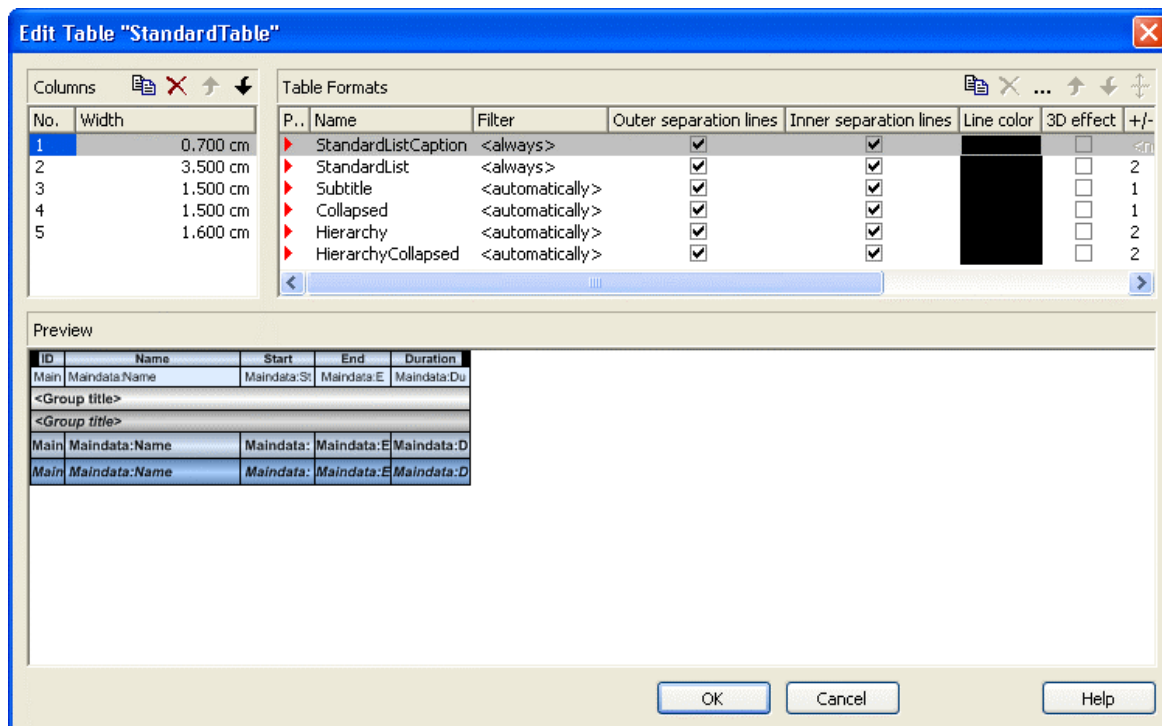 Edit Table "StandardTable"
Columns
No. Width
1 0.700 cm
2 3.500 cm
3 1.500 cm
4 1.500 cm
5 1.600 cm
Table Formats ...
P.. Name Filter Outer separation lines Inner separation lines Line color 3D effect +/-
StandardListCaption <always>
StandardList <always> 2
Subtitle <automatically> 1
Collapsed <automatically> 1
Hierarchy <automatically> 2
HierarchyCollapsed <automatically> 2
Preview
ID Name Start End Duration
Main Maindata:Name Maindata:St Maindata:E Maindata:Du
<Group title>
<Group title>
Main Maindata:Name Maindata: Maindata:E Maindata:D
Main Maindata:Name Maindata: Maindata:E Maindata:D
OK Cancel Help